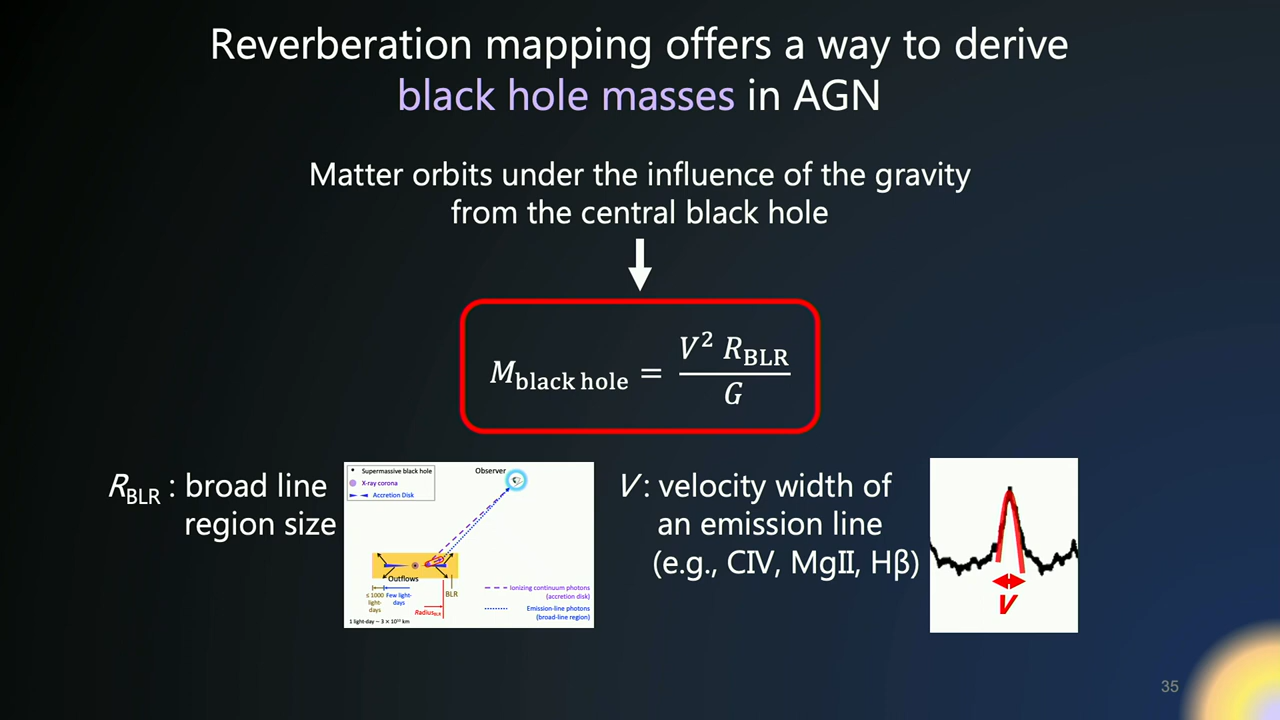 Reverberation mapping offers a way to derive
black hole masses in AGN
Matter orbits under the influence of the gravity
from the central black hole
M_black hole = V² R_BLR / G
R_BLR : broad line
region size
Supermassive black hole
X-ray corona
Accretion Disk
Observer
Outflows
≤ 1000
light-
days
Few light-
days
BLR
Radius_BLR
Ionizing continuum photons
(accretion disk)
Emission-line photons
(broad-line region)
1 light-day ~ 3 × 10¹⁰ km
V : velocity width of
an emission line
(e.g., CIV, MgII, Hβ)
V
35